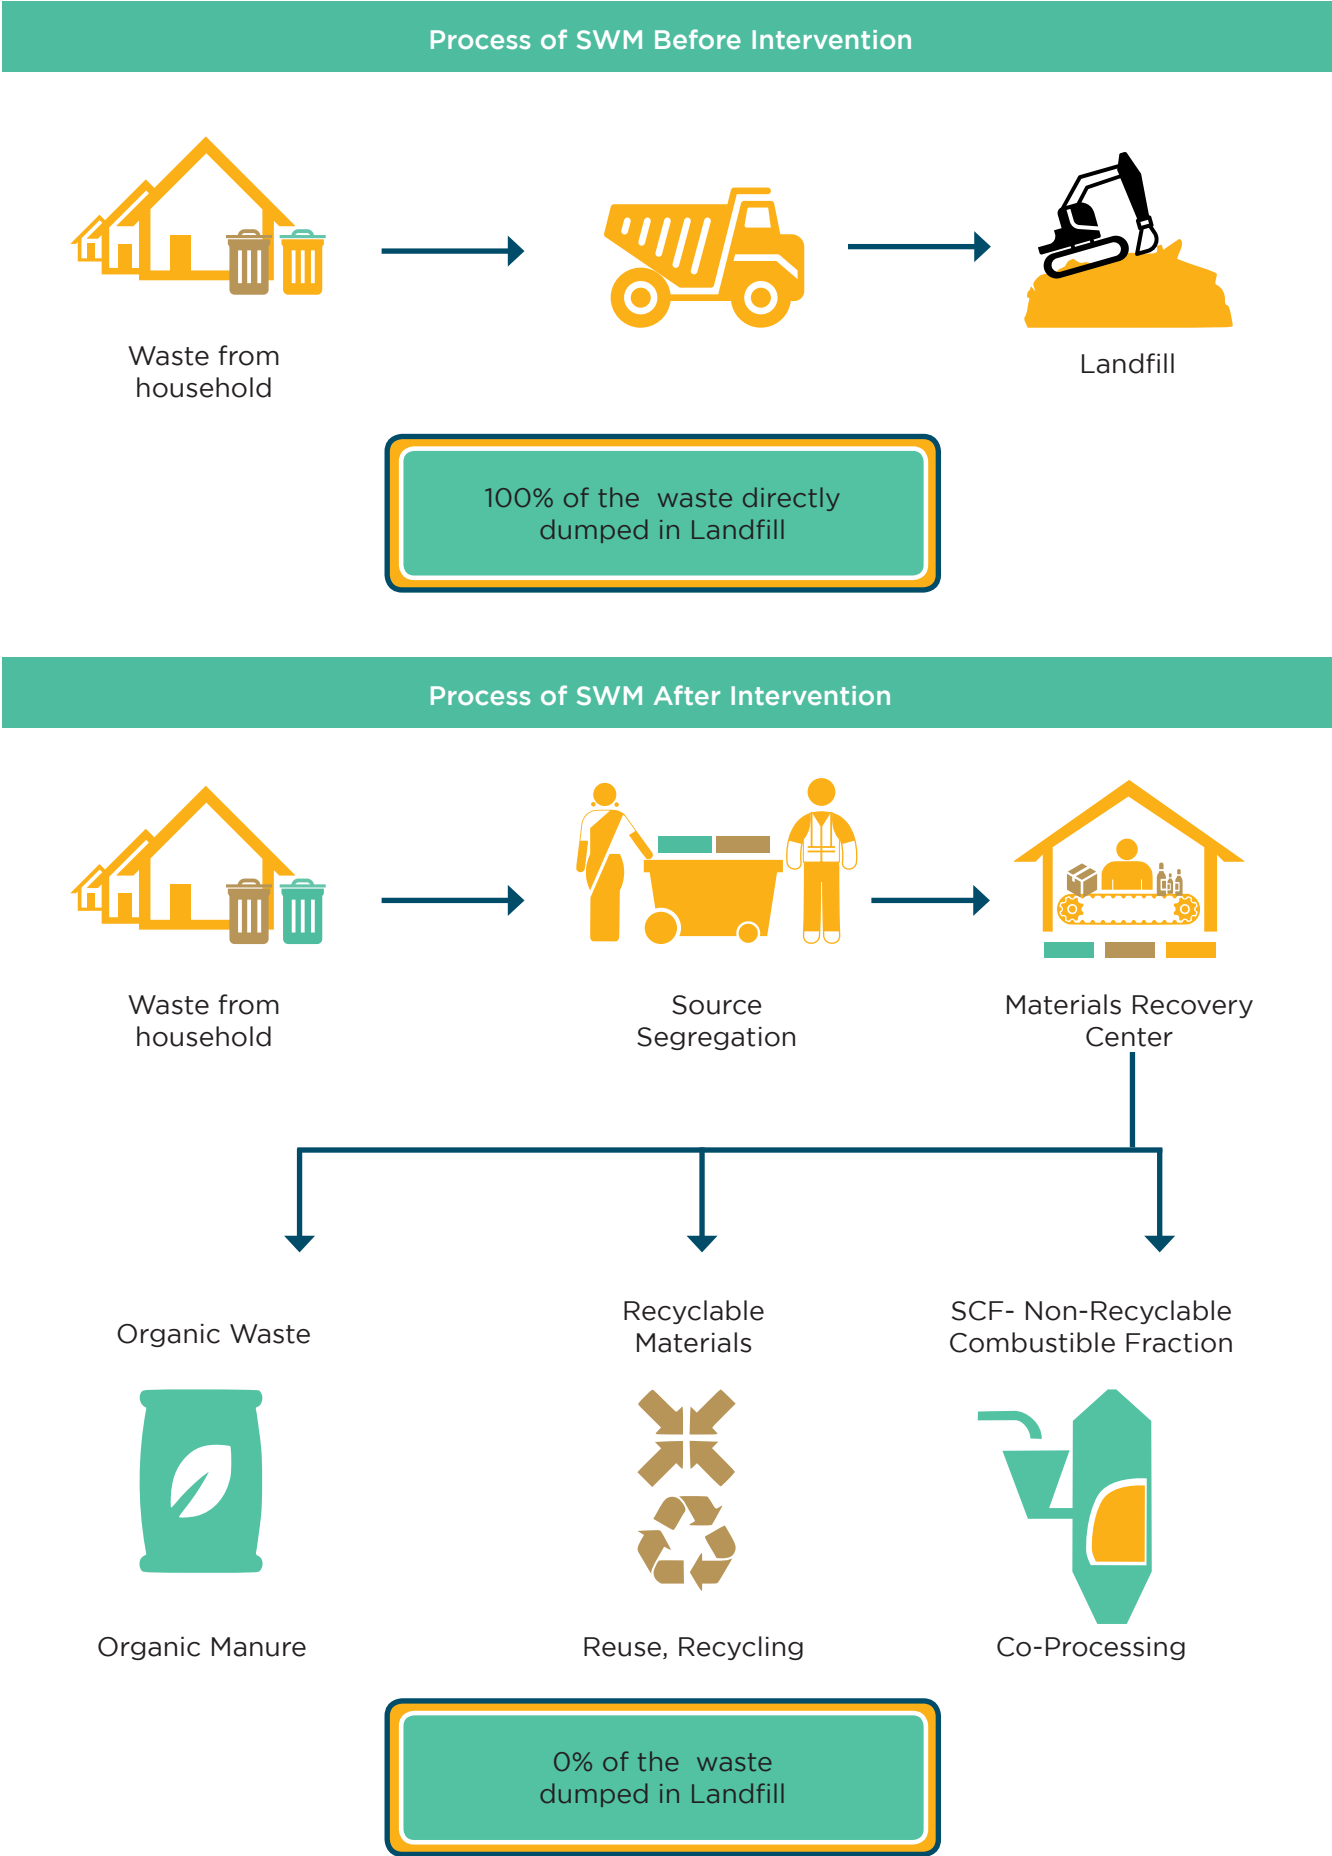 Process of SWM Before Intervention
Waste from
household
Landfill
100% of the waste directly
dumped in Landfill
Process of SWM After Intervention
Waste from
household
Source
Segregation
Materials Recovery
Center
Organic Waste
Recyclable
Materials
SCF- Non-Recyclable
Combustible Fraction
Organic Manure
Reuse, Recycling
Co-Processing
0% of the waste
dumped in Landfill